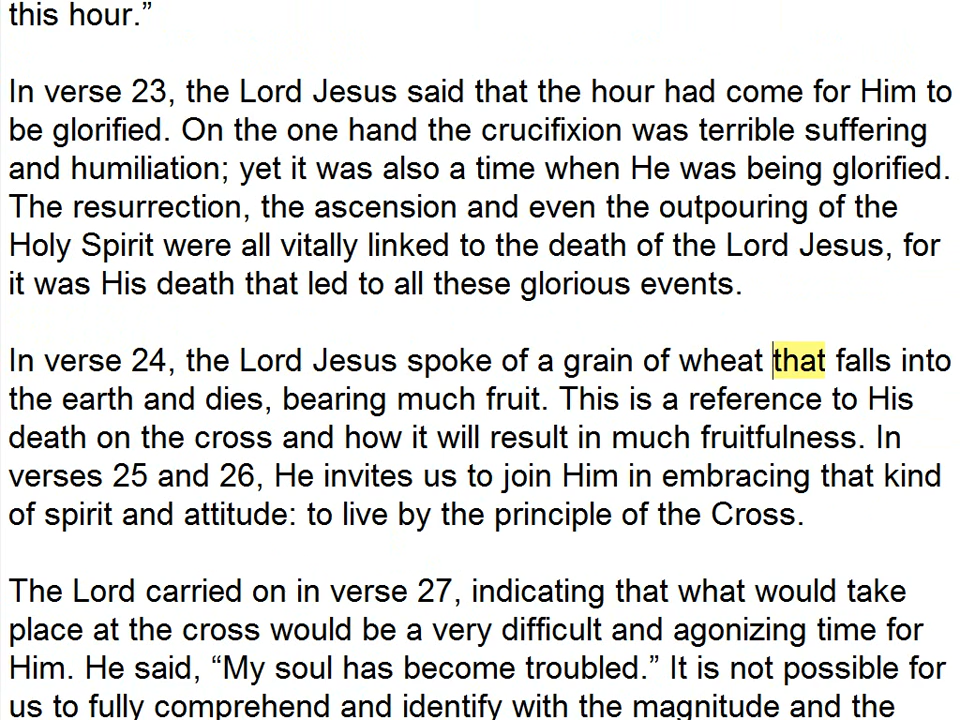 this hour.”
In verse 23, the Lord Jesus said that the hour had come for Him to
be glorified. On the one hand the crucifixion was terrible suffering
and humiliation; yet it was also a time when He was being glorified.
The resurrection, the ascension and even the outpouring of the
Holy Spirit were all vitally linked to the death of the Lord Jesus, for
it was His death that led to all these glorious events.
In verse 24, the Lord Jesus spoke of a grain of wheat that falls into
the earth and dies, bearing much fruit. This is a reference to His
death on the cross and how it will result in much fruitfulness. In
verses 25 and 26, He invites us to join Him in embracing that kind
of spirit and attitude: to live by the principle of the Cross.
The Lord carried on in verse 27, indicating that what would take
place at the cross would be a very difficult and agonizing time for
Him. He said, “My soul has become troubled.” It is not possible for
us to fully comprehend and identify with the magnitude and the